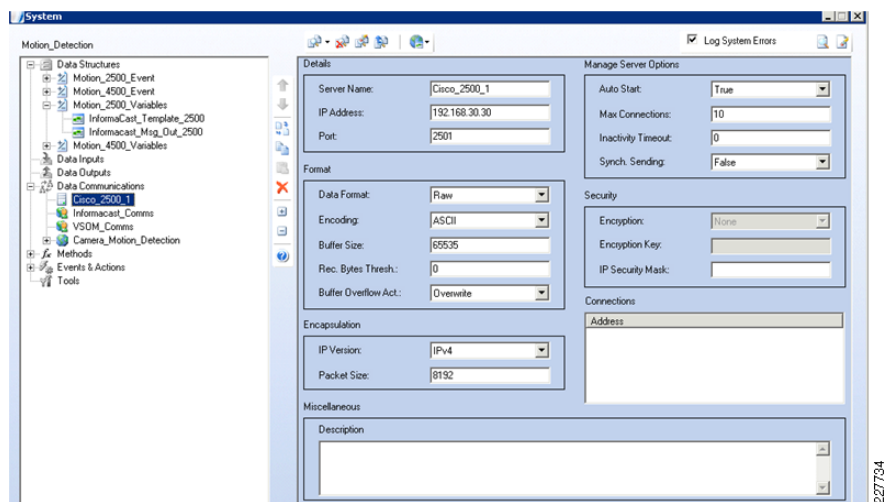 System
Motion_Detection
Log System Errors
Data Structures
Motion_2500_Event
Motion_4500_Event
Motion_2500_Variables
InformaCast_Template_2500
Informacast_Msg_Out_2500
Motion_4500_Variables
Data Inputs
Data Outputs
Data Communications
Cisco_2500_1
Informacast_Comms
VSOM_Comms
Camera_Motion_Detection
Methods
Events & Actions
Tools
Details
Server Name: Cisco_2500_1
IP Address: 192.168.30.30
Port: 2501
Format
Data Format: Raw
Encoding: ASCII
Buffer Size: 65535
Rec. Bytes Thresh.: 0
Buffer Overflow Act.: Overwrite
Encapsulation
IP Version: IPv4
Packet Size: 8192
Miscellaneous
Description
Manage Server Options
Auto Start: True
Max Connections: 10
Inactivity Timeout: 0
Synch. Sending: False
Security
Encryption: None
Encryption Key:
IP Security Mask:
Connections
Address
227734